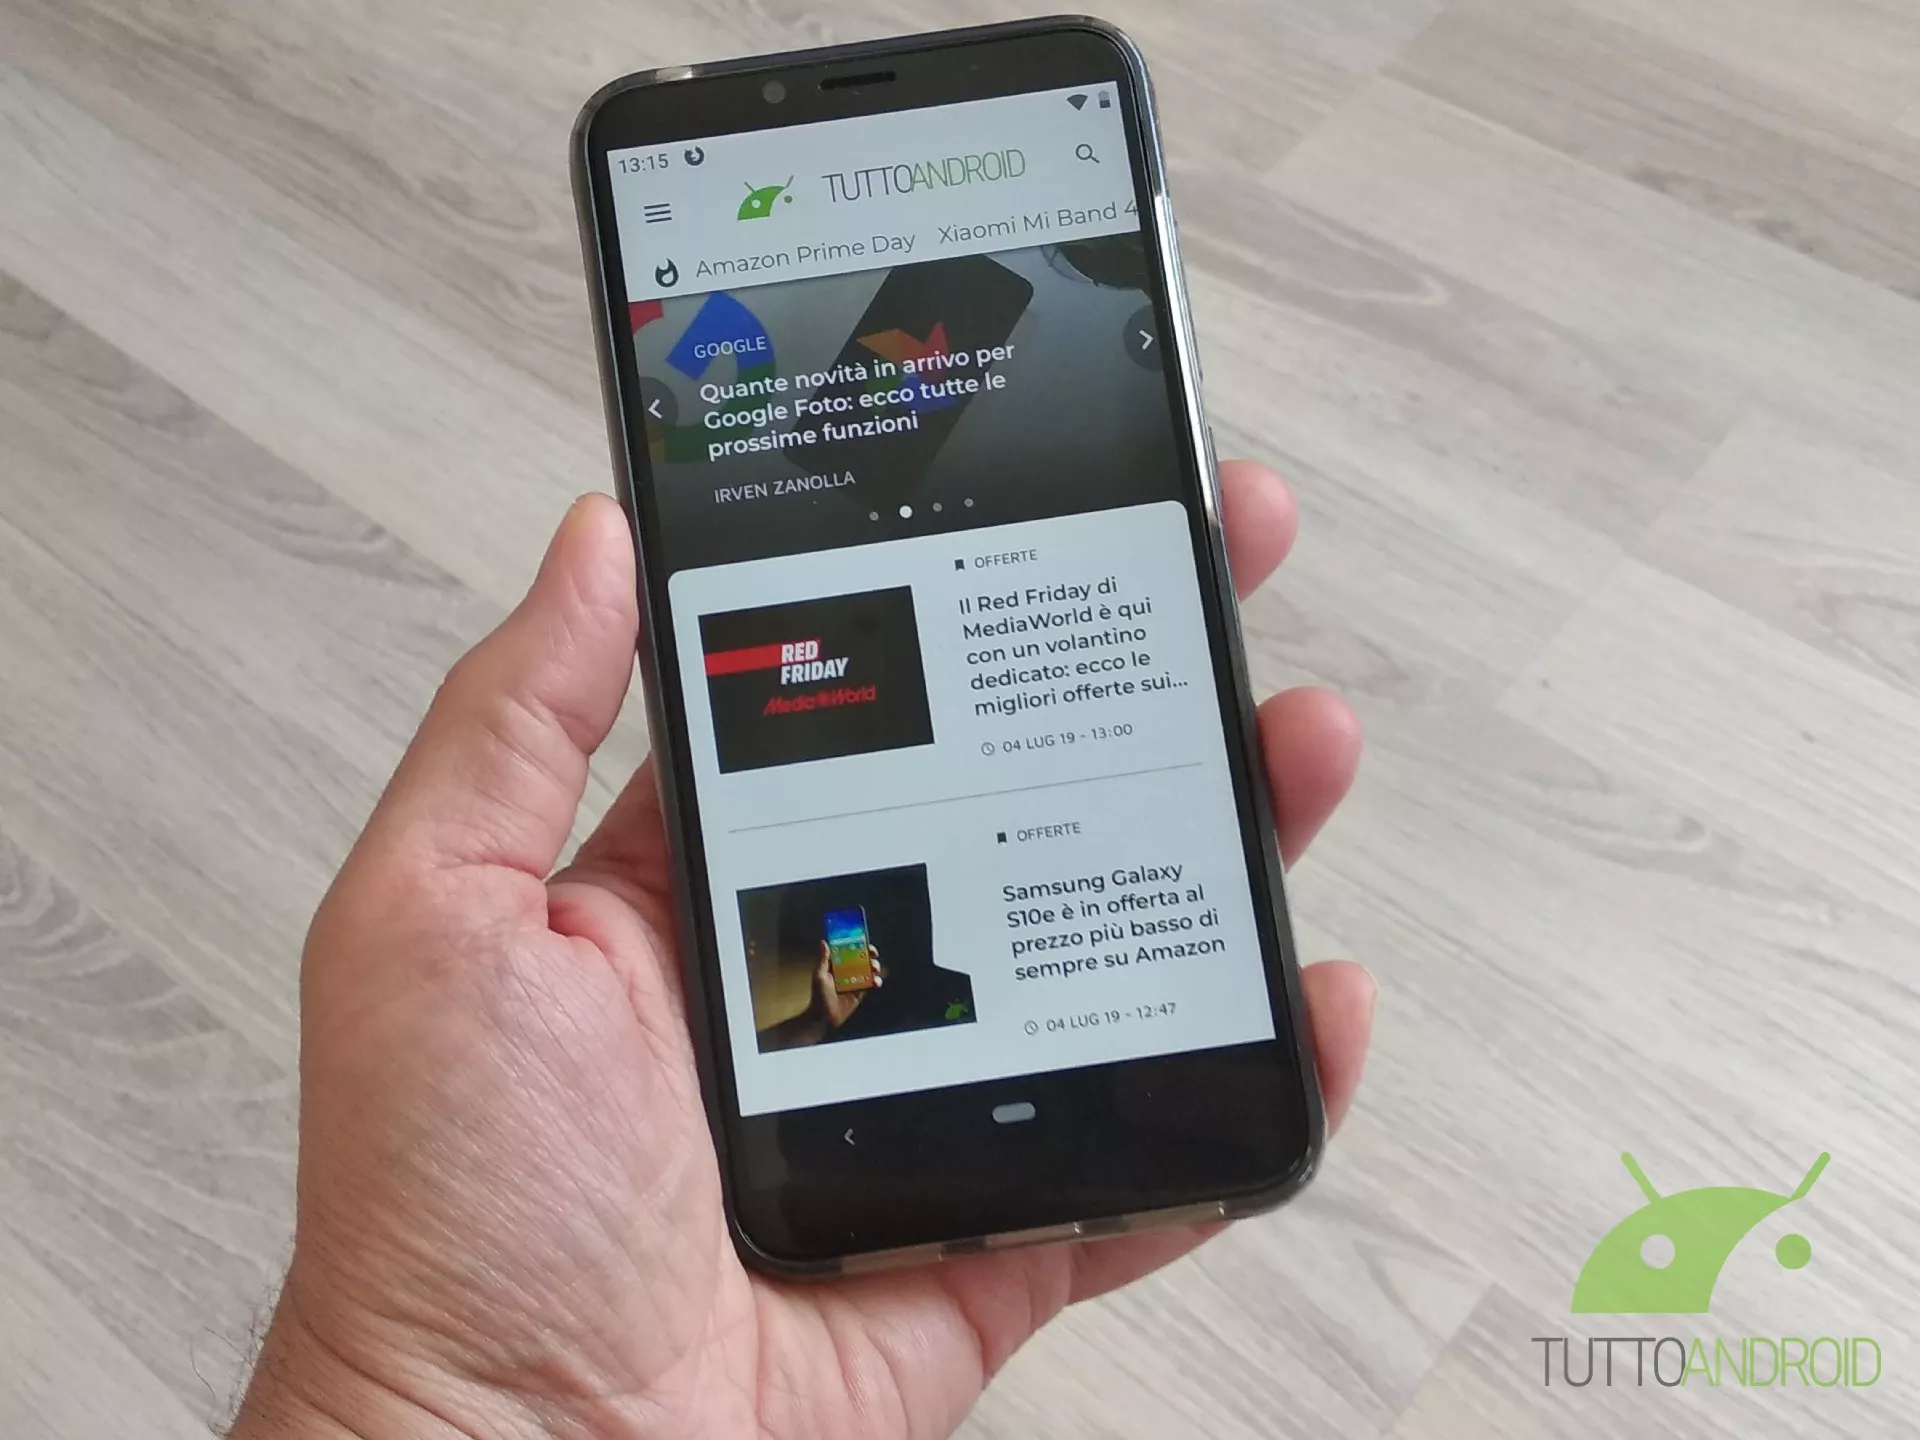 13:15
TUTTOANDROID
Amazon Prime Day Xiaomi Mi Band 4
GOOGLE
Quante novità in arrivo per
Google Foto: ecco tutte le
prossime funzioni
IRVEN ZANOLLA
OFFERTE
Il Red Friday di
MediaWorld è qui
con un volantino
dedicato: ecco le
migliori offerte sui...
04 LUG 19 - 13:00
RED
FRIDAY
MediaWorld
OFFERTE
Samsung Galaxy
S10e è in offerta al
prezzo più basso di
sempre su Amazon
04 LUG 19 - 12:47
TUTTOANDROID